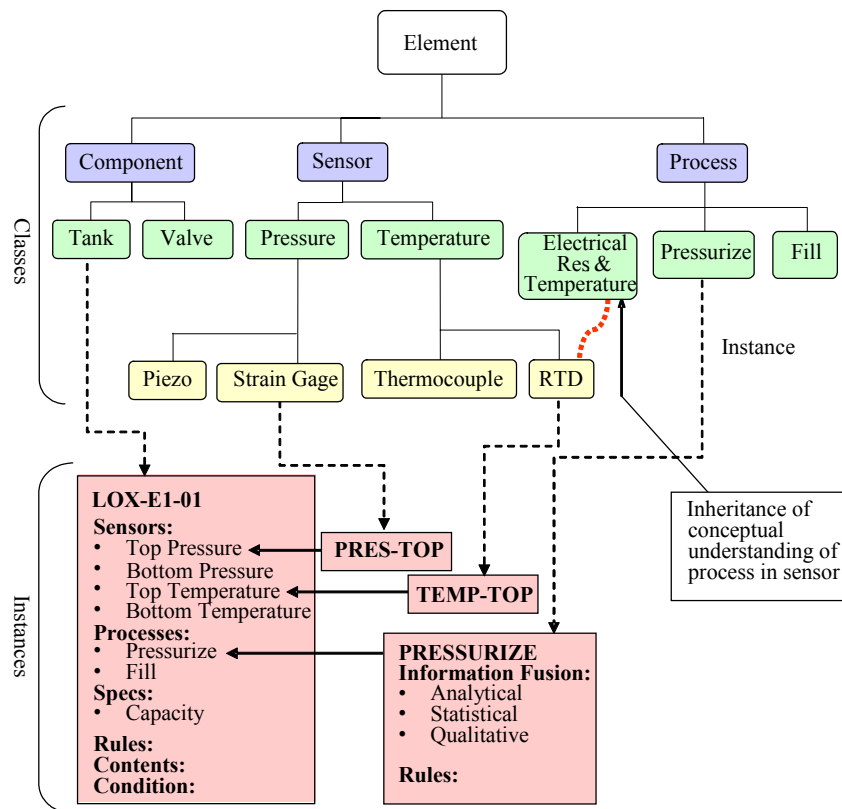 Element
Classes
Component
Sensor
Process
Tank
Valve
Pressure
Temperature
Electrical
Res & 
Temperature
Pressurize
Fill
Instance
Piezo
Strain Gage
Thermocouple
RTD
Inheritance of
conceptual
understanding of
process in sensor
Instances
LOX-E1-01
Sensors:
• Top Pressure
• Bottom Pressure
• Top Temperature
• Bottom Temperature
Processes:
• Pressurize
• Fill
Specs:
• Capacity
Rules:
Contents:
Condition:
PRES-TOP
TEMP-TOP
PRESSURIZE
Information Fusion:
• Analytical
• Statistical
• Qualitative
Rules: